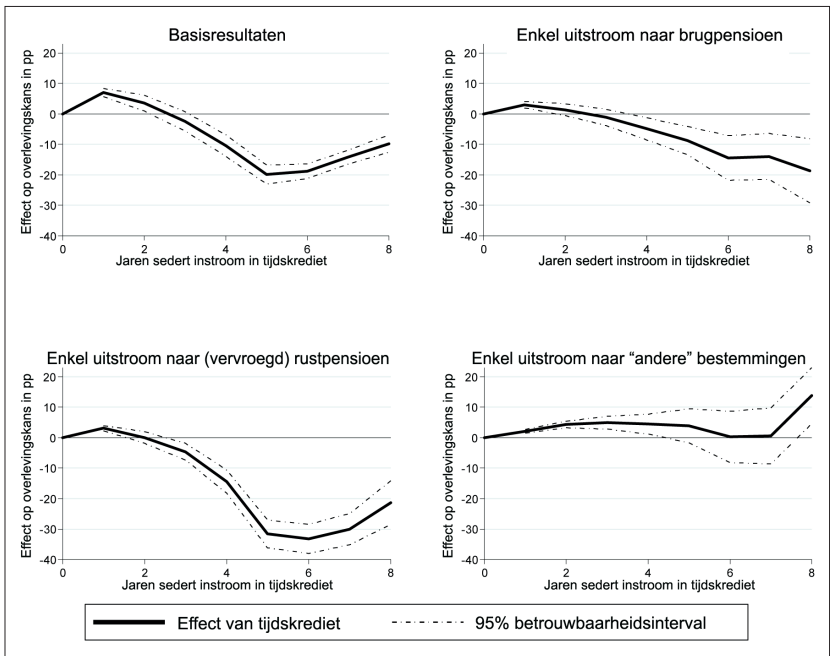 Basisresultaten
Effect op overlevingskans in pp
20
10
0
-10
-20
-30
-40
0 2 4 6 8
Jaren sedert instroom in tijdskrediet
Enkel uitstroom naar brugpensioen
Effect op overlevingskans in pp
20
10
0
-10
-20
-30
-40
0 2 4 6 8
Jaren sedert instroom in tijdskrediet
Enkel uitstroom naar (vervroegd) rustpensioen
Effect op overlevingskans in pp
20
10
0
-10
-20
-30
-40
0 2 4 6 8
Jaren sedert instroom in tijdskrediet
Enkel uitstroom naar “andere” bestemmingen
Effect op overlevingskans in pp
20
10
0
-10
-20
-30
-40
0 2 4 6 8
Jaren sedert instroom in tijdskrediet
Effect van tijdskrediet
95% betrouwbaarheidsinterval